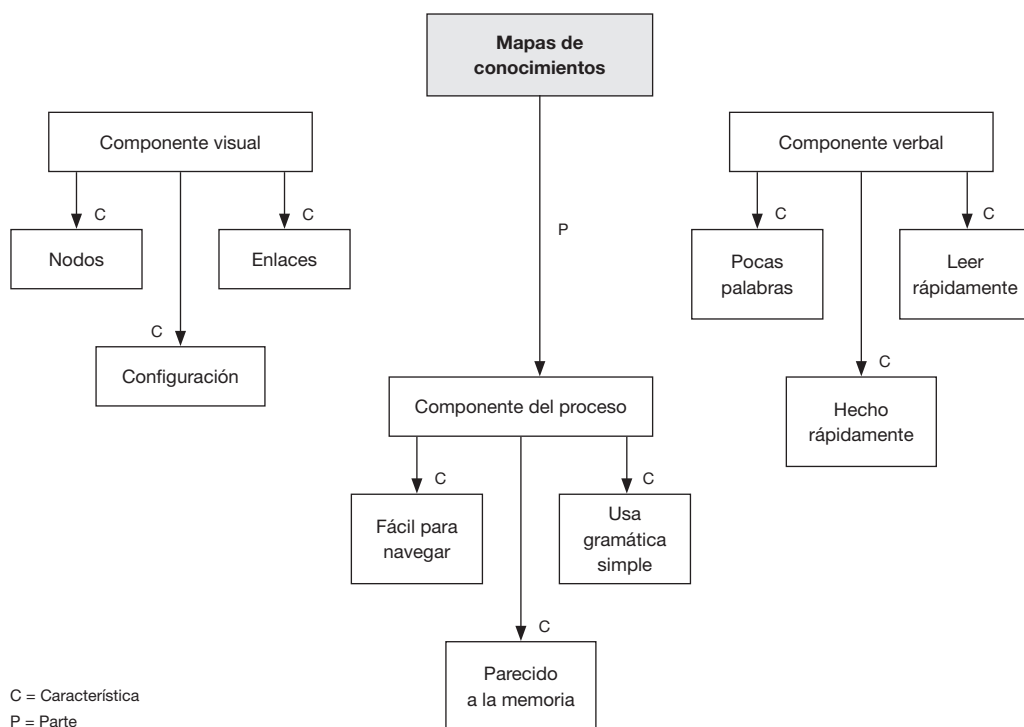 Mapas de
conocimientos
Componente visual
C
C
Nodos
Enlaces
C
Configuración
P
Componente verbal
C
C
Pocas
palabras
Leer
rápidamente
C
Hecho
rápidamente
Componente del proceso
C
C
Fácil para
navegar
Usa
gramática
simple
C
Parecido
a la memoria
C = Característica
P = Parte